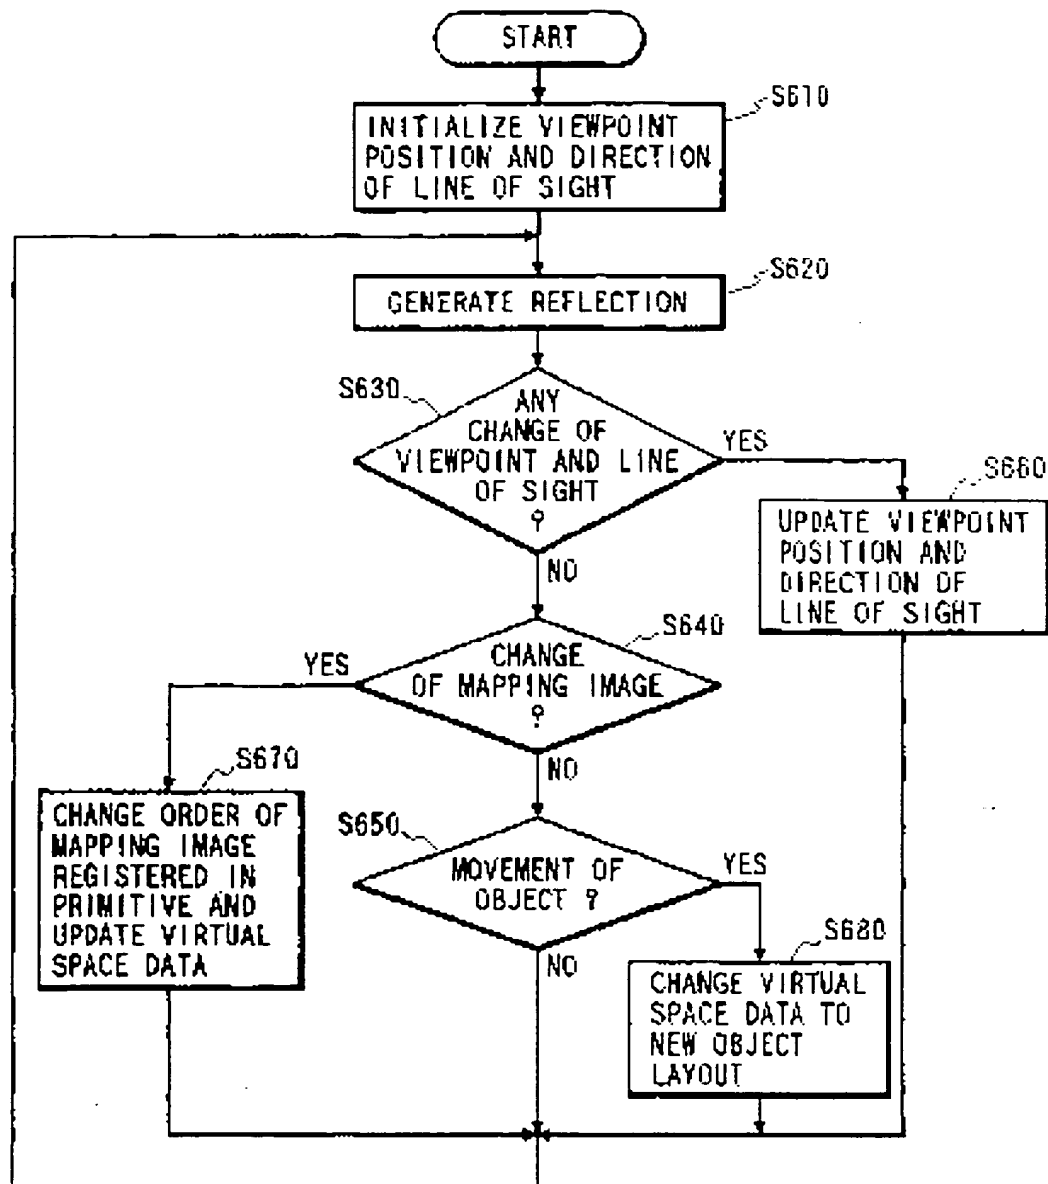 START
S610
INITIALIZE VIEWPOINT
POSITION AND DIRECTION
OF LINE OF SIGHT
S620
GENERATE REFLECTION
S630
ANY
CHANGE OF
VIEWPOINT AND LINE
OF SIGHT
?
YES
NO
S660
UPDATE VIEWPOINT
POSITION AND
DIRECTION OF
LINE OF SIGHT
S640
CHANGE
OF MAPPING IMAGE
?
YES
NO
S670
CHANGE ORDER OF
MAPPING IMAGE
REGISTERED IN
PRIMITIVE AND
UPDATE VIRTUAL
SPACE DATA
S650
MOVEMENT OF
OBJECT ?
YES
NO
S680
CHANGE VIRTUAL
SPACE DATA TO
NEW OBJECT
LAYOUT